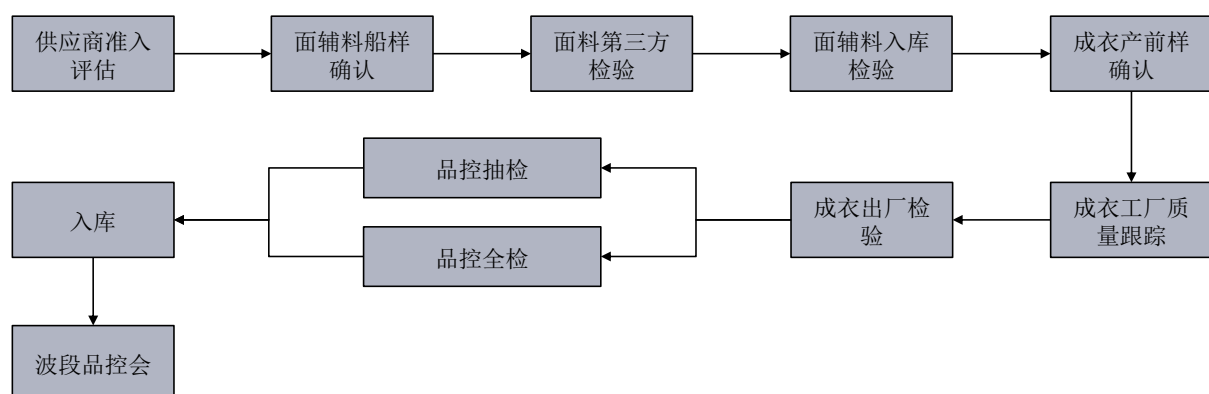 供应商准入
评估
面辅料船样
确认
面料第三方
检验
面辅料入库
检验
成衣产前样
确认
成衣工厂质
量跟踪
成衣出厂检
验
品控抽检
品控全检
入库
波段品控会